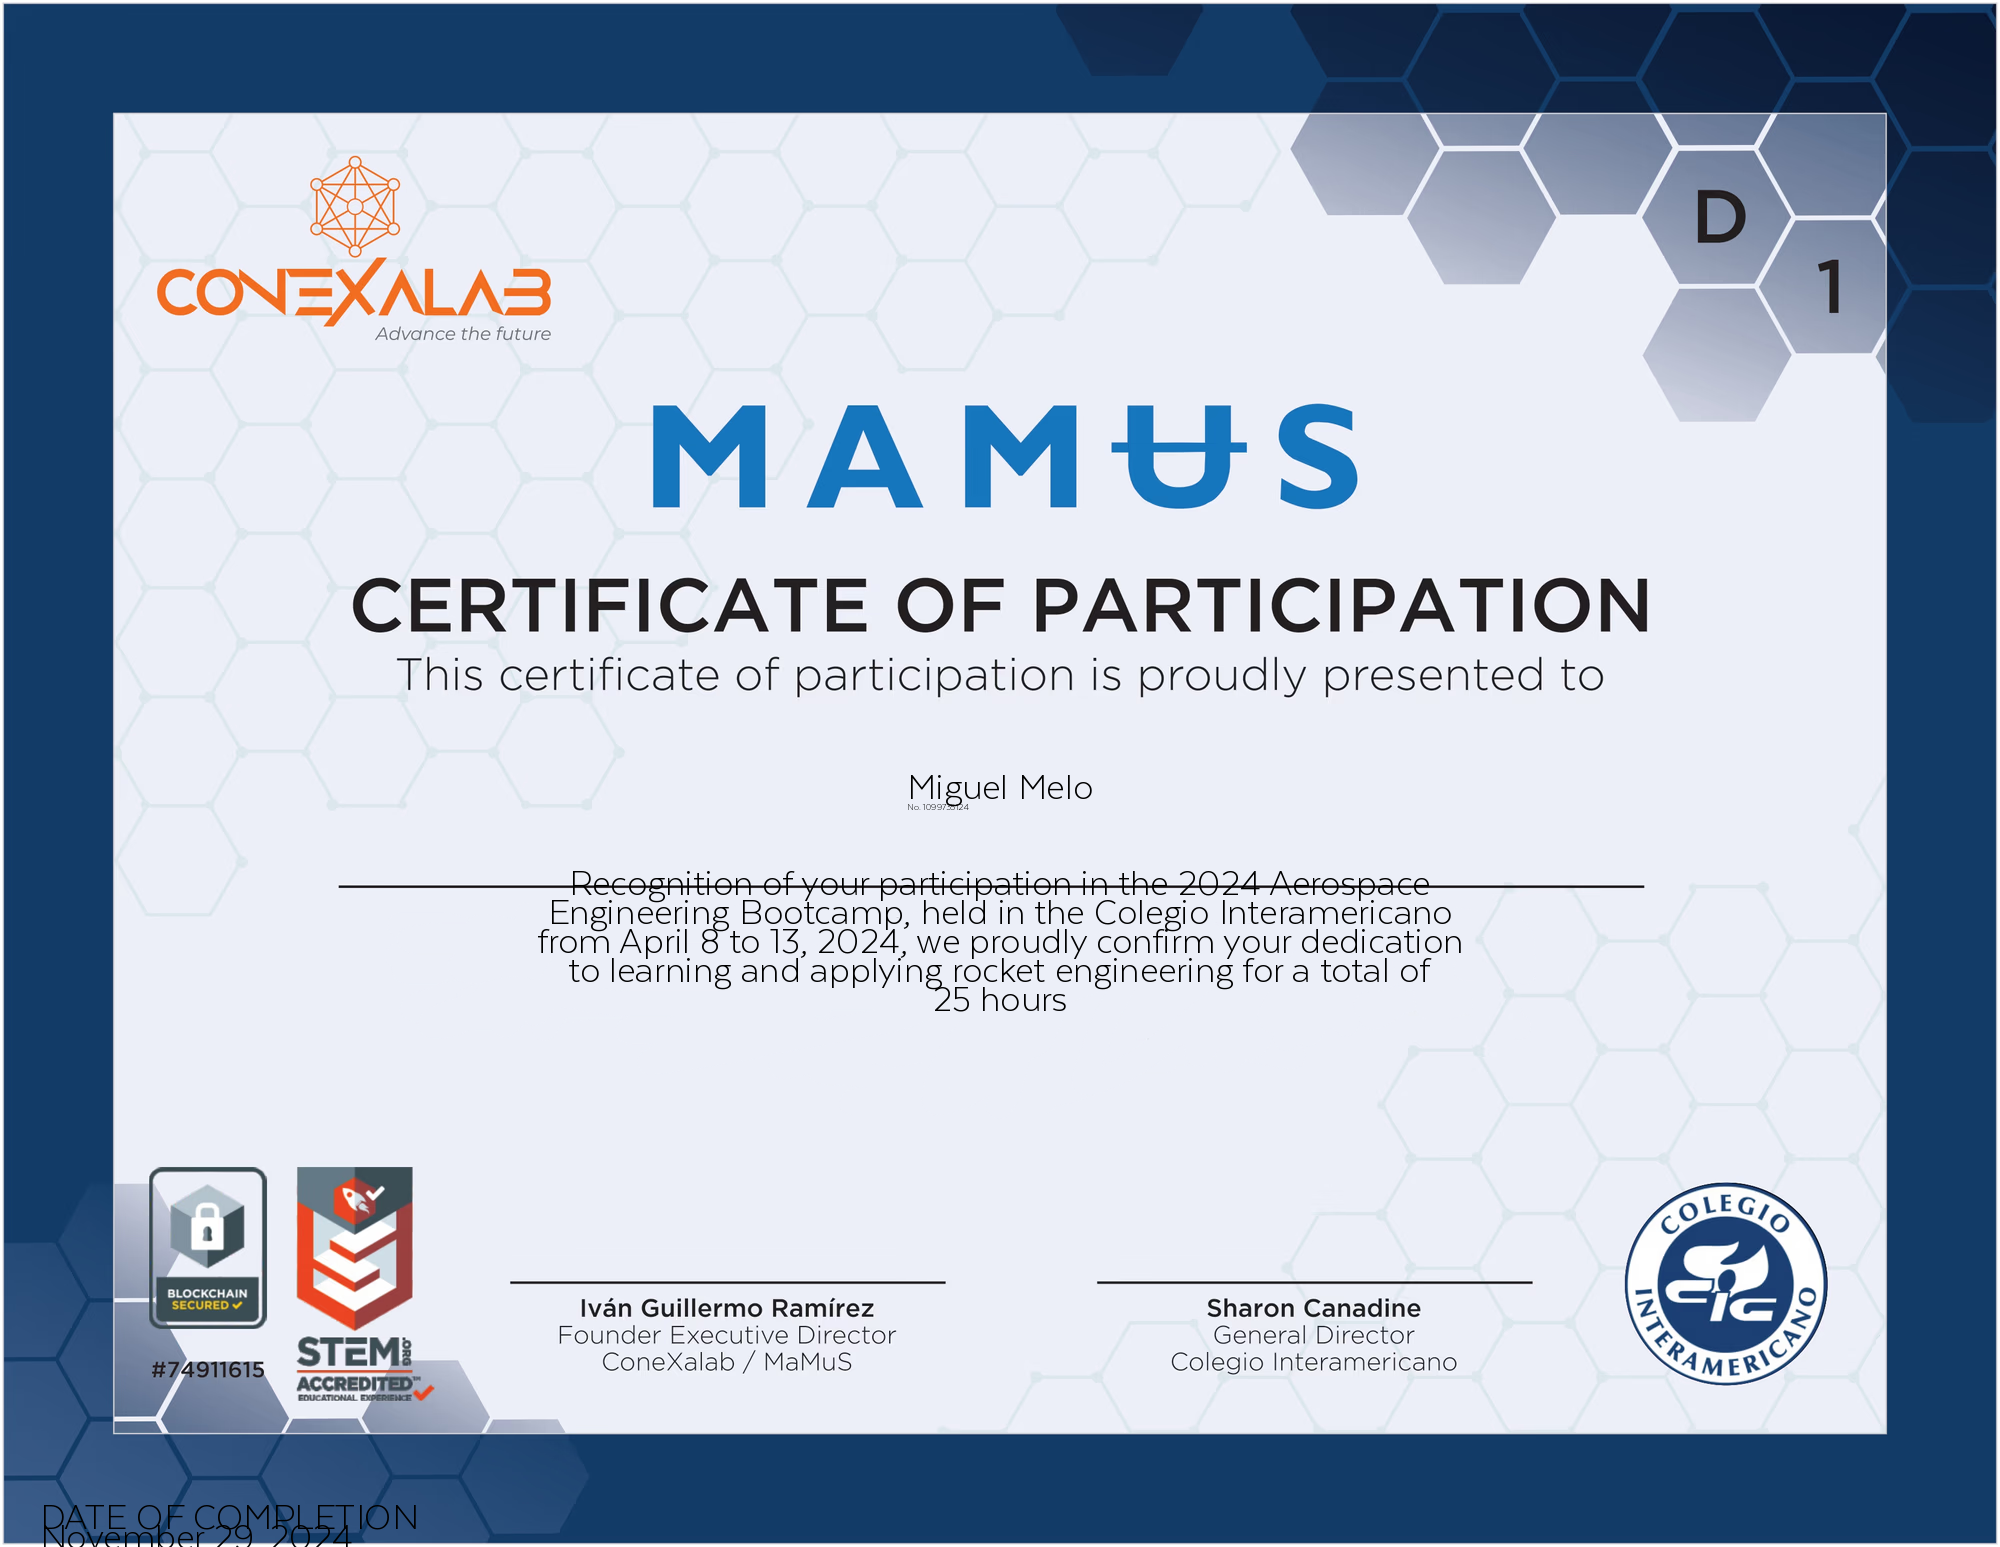 CONEXALAB
Advance the future
D
1
MAMUS
CERTIFICATE OF PARTICIPATION
This certificate of participation is proudly presented to
Miguel Melo
Recognition of your participation in the 2024 Aerospace
Engineering Bootcamp, held in the Colegio Interamericano
from April 8 to 13, 2024, we proudly confirm your dedication
to learning and applying rocket engineering for a total of
25 hours
BLOCKCHAIN
SECURED
#74911615
STEM.ORG
ACCREDITED™
EDUCATIONAL EXPERIENCE
Iván Guillermo Ramírez
Founder Executive Director
ConeXalab / MaMuS
Sharon Canadine
General Director
Colegio Interamericano
COLEGIO
CIC
INTERAMERICANO
DATE OF COMPLETION
November 29, 2024